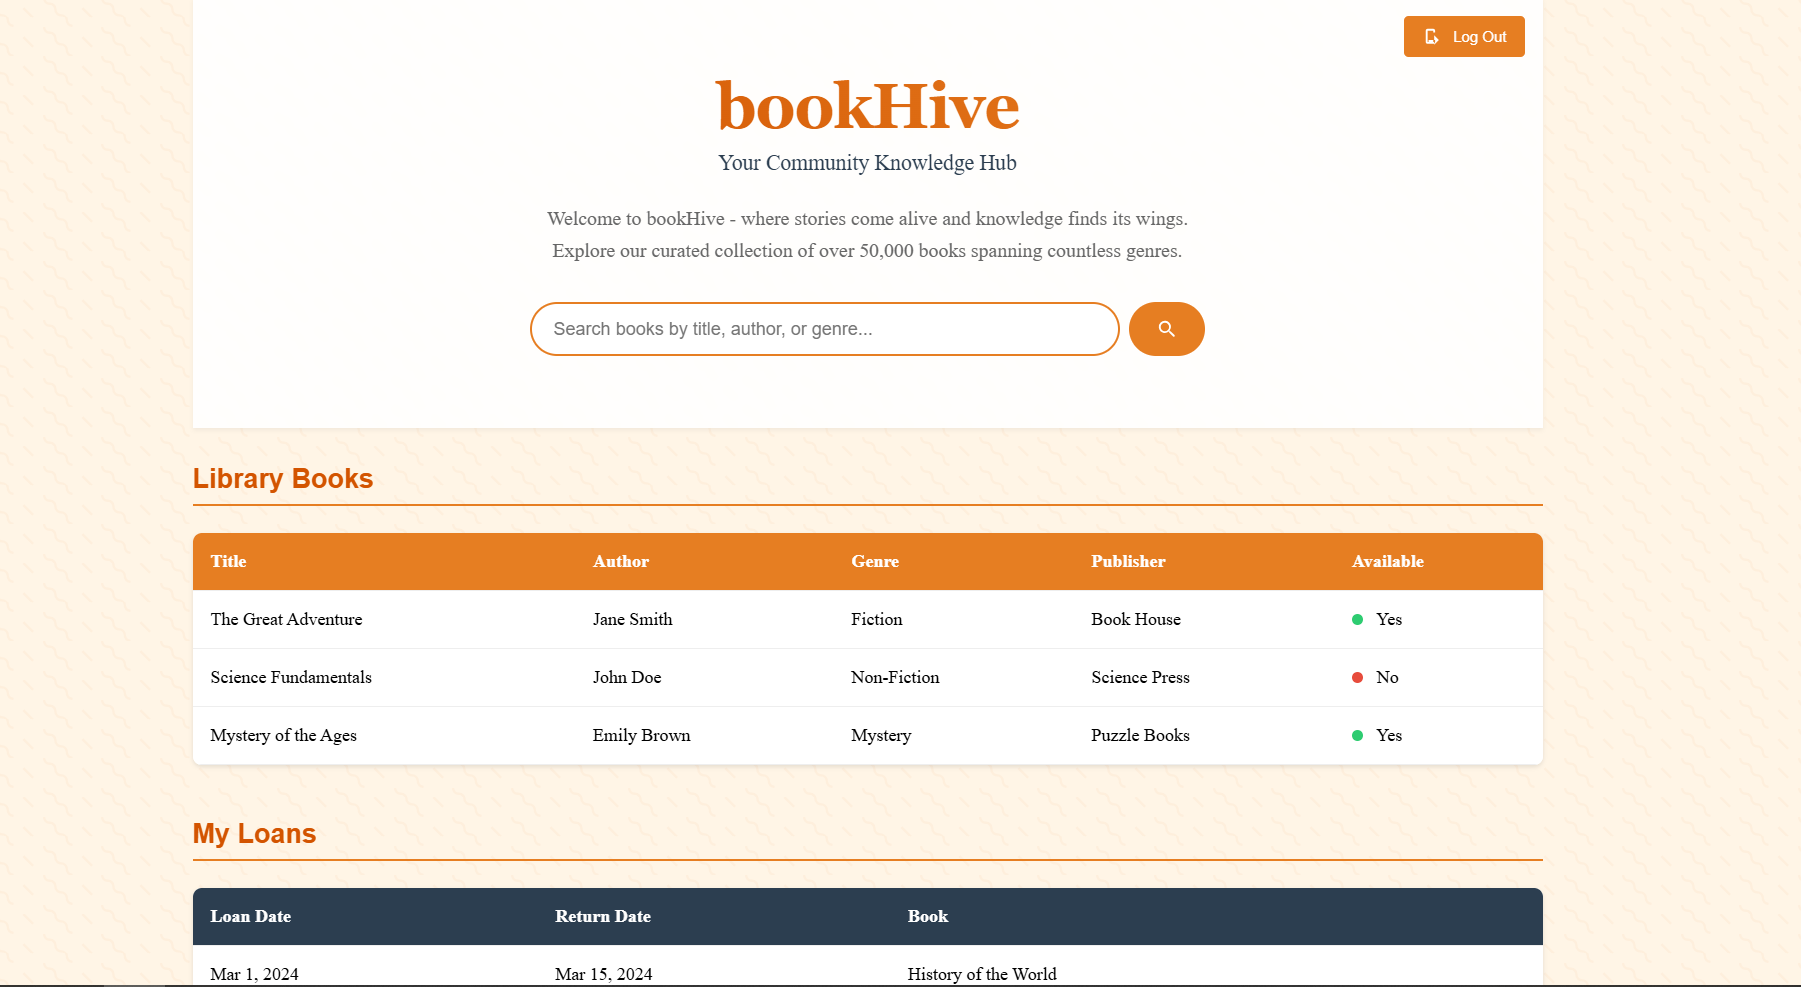 Log Out
bookHive
Your Community Knowledge Hub
Welcome to bookHive - where stories come alive and knowledge finds its wings.
Explore our curated collection of over 50,000 books spanning countless genres.
Search books by title, author, or genre...
Library Books
Title Author Genre Publisher Available
The Great Adventure Jane Smith Fiction Book House Yes
Science Fundamentals John Doe Non-Fiction Science Press No
Mystery of the Ages Emily Brown Mystery Puzzle Books Yes
My Loans
Loan Date Return Date Book
Mar 1, 2024 Mar 15, 2024 History of the World